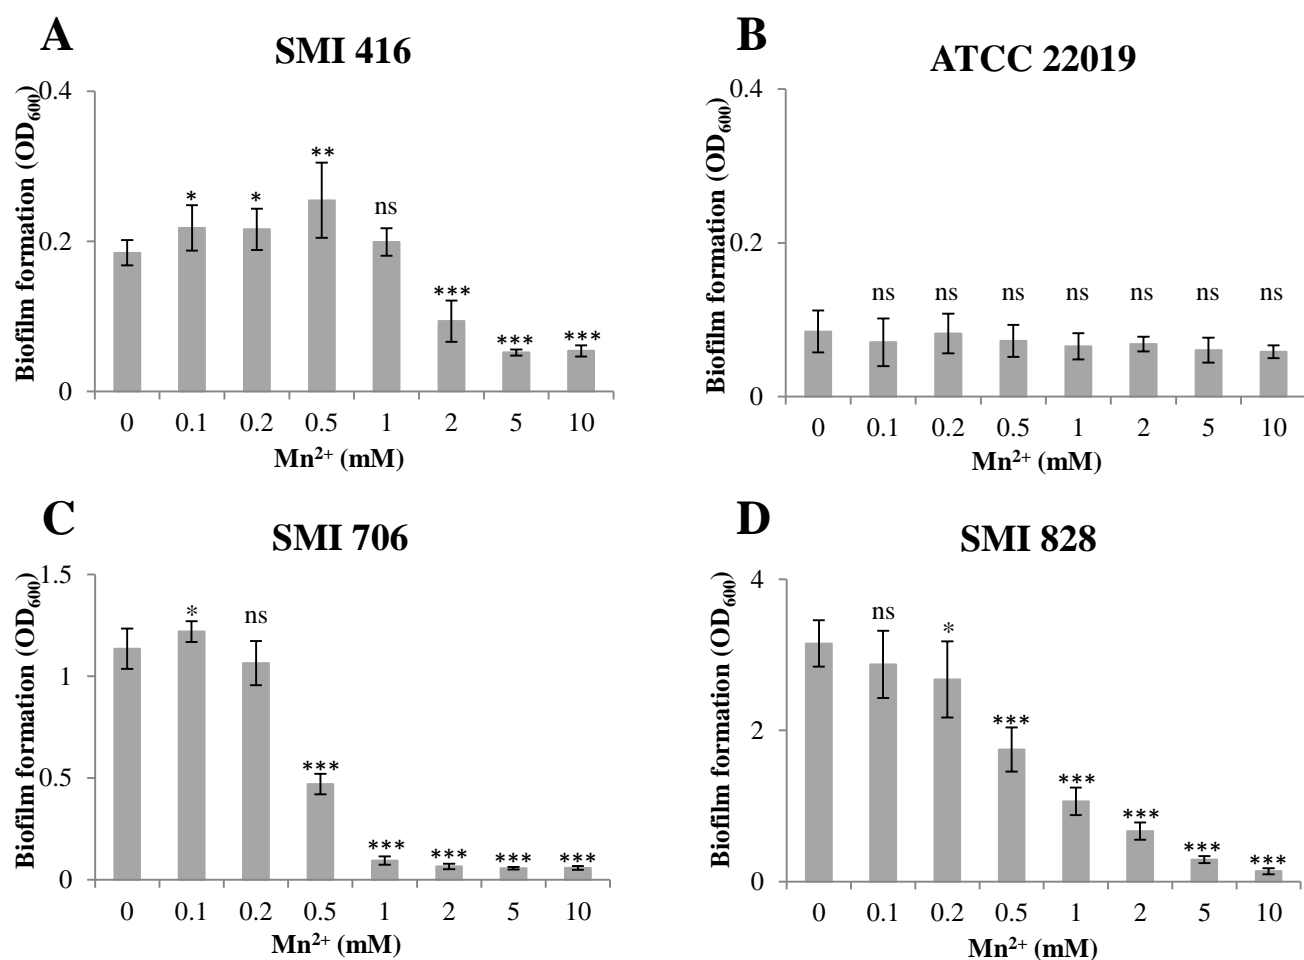 A
SMI 416
Biofilm formation (OD600)
0.4
0.2
0
* * ** ns *** *** ***
0 0.1 0.2 0.5 1 2 5 10
Mn2+ (mM)
B
ATCC 22019
Biofilm formation (OD600)
0.4
0.2
0
ns ns ns ns ns ns ns
0 0.1 0.2 0.5 1 2 5 10
Mn2+ (mM)
C
SMI 706
Biofilm formation (OD600)
1.5
1
0.5
0
* ns *** *** *** *** ***
0 0.1 0.2 0.5 1 2 5 10
Mn2+ (mM)
D
SMI 828
Biofilm formation (OD600)
4
2
0
ns * *** *** *** *** ***
0 0.1 0.2 0.5 1 2 5 10
Mn2+ (mM)